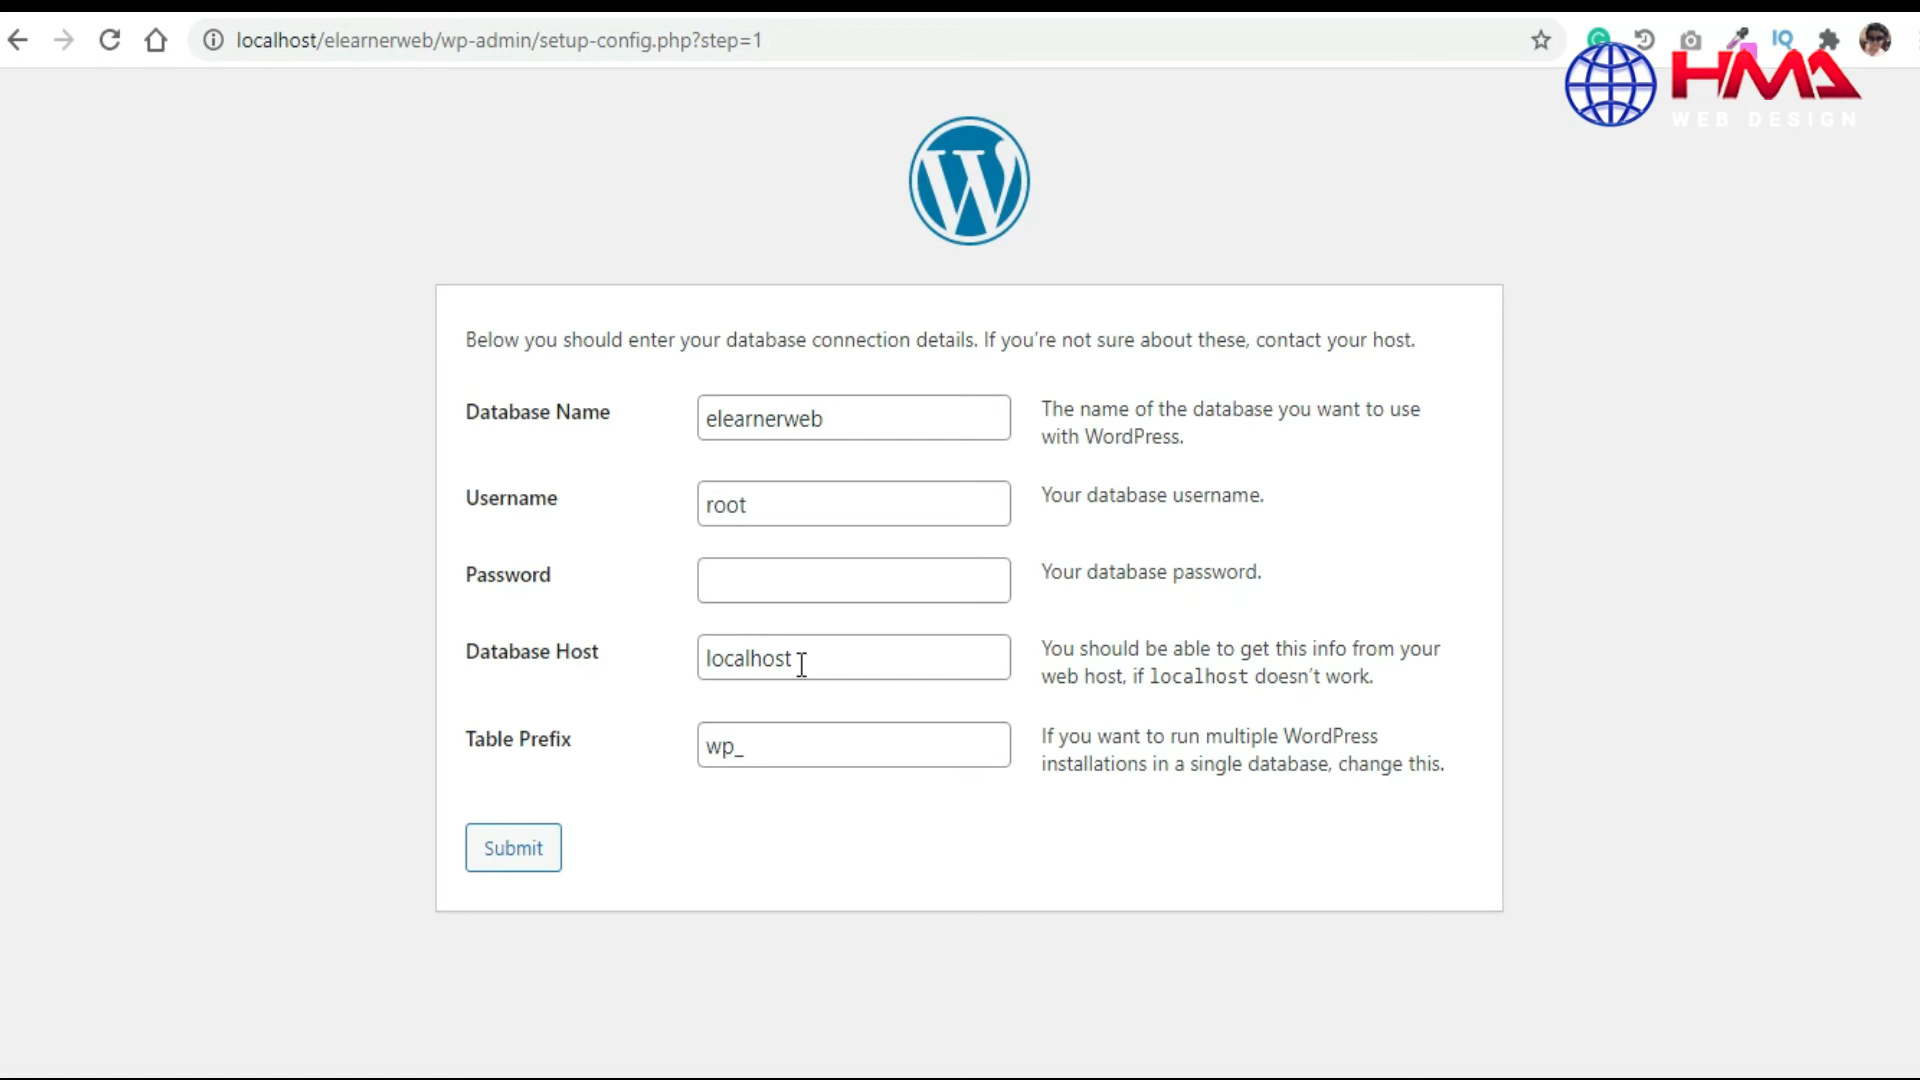 localhost/elearnerweb/wp-admin/setup-config.php?step=1
IQ
HMA
WEB DESIGN
W
Below you should enter your database connection details. If you’re not sure about these, contact your host.
Database Name
elearnerweb
The name of the database you want to use
with WordPress.
Username
root
Your database username.
Password
Your database password.
Database Host
localhost
You should be able to get this info from your
web host, if localhost doesn’t work.
Table Prefix
wp_
If you want to run multiple WordPress
installations in a single database, change this.
Submit